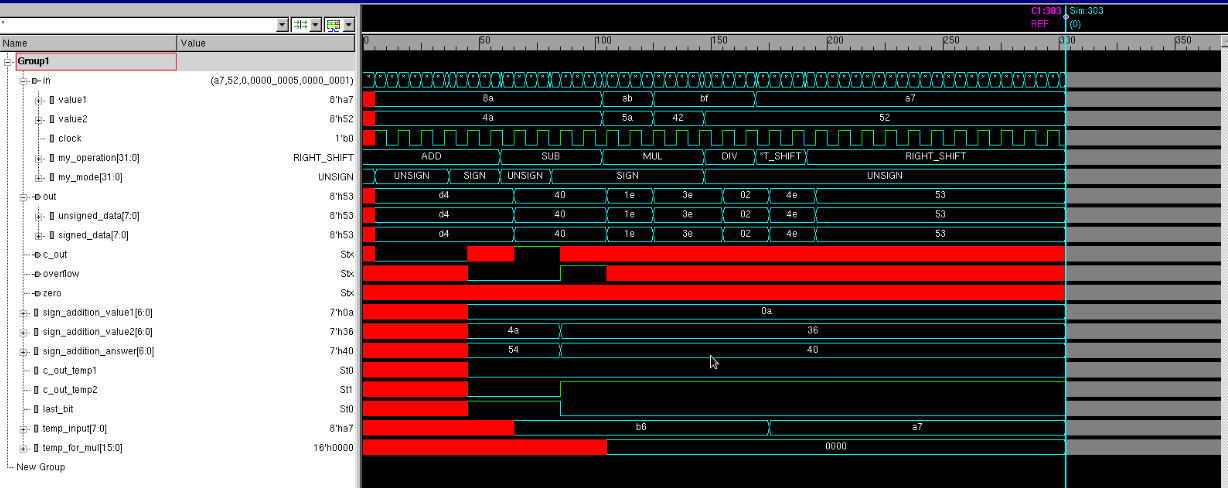 C1:303 Sim:303
REF (0)
"
0 50 100 150 200 250 300 350
Name Value
Group1
in (a7,52,0,0000_0005,0000_0001)
value1 8'ha7 8a ab bf a7
value2 8'h52 4a 5a 42 52
clock 1'b0
my_operation[31:0] RIGHT_SHIFT ADD SUB MUL DIV *T_SHIFT RIGHT_SHIFT
my_mode[31:0] UNSIGN UNSIGN SIGN UNSIGN SIGN UNSIGN
out 8'h53 d4 40 1e 3e 02 4e 53
unsigned_data[7:0] 8'h53 d4 40 1e 3e 02 4e 53
signed_data[7:0] 8'h53 d4 40 1e 3e 02 4e 53
c_out Stx
overflow Stx
zero Stx
sign_addition_value1[6:0] 7'h0a 0a
sign_addition_value2[6:0] 7'h36 4a 36
sign_addition_answer[6:0] 7'h40 54 40
c_out_temp1 St0
c_out_temp2 St1
last_bit St0
temp_input[7:0] 8'ha7 b6 a7
temp_for_mul[15:0] 16'h0000 0000
New Group